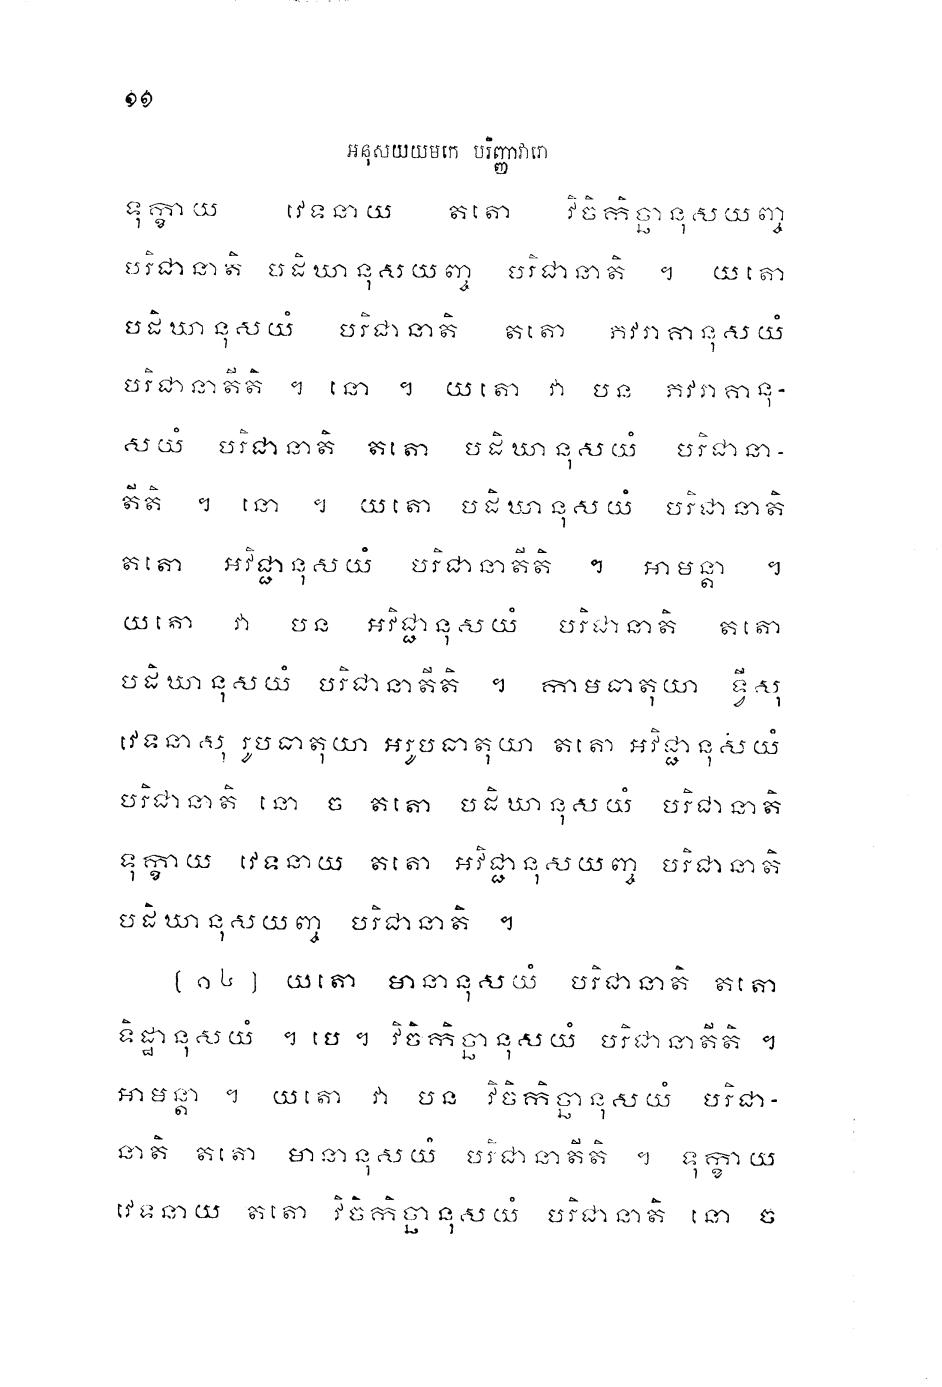 ១១
អនុសយយមកេ បរិញ្ញាវារោ
ទុក្ខាយ វេទនាយ តតោ វិចិកិច្ឆានុសយញ្ច
បរិជានាតិ បដិឃានុសយញ្ច បរិជានាតិ ។ យតោ
បដិឃានុសយំ បរិជានាតិ តតោ ភវរាគានុសយំ
បរិជានាតីតិ ។ នោ ។ យតោ វា បន ភវរាគានុ-
សយំ បរិជានាតិ តតោ បដិឃានុសយំ បរិជានា-
តីតិ ។ នោ ។ យតោ បដិឃានុសយំ បរិជានាតិ
តតោ អវិជ្ជានុសយំ បរិជានាតីតិ ។ អាមន្តា ។
យតោ វា បន អវិជ្ជានុសយំ បរិជានាតិ តតោ
បដិឃានុសយំ បរិជានាតីតិ ។ កាមធាតុយា ទ្វីសុ
វេទនាសុ រូបធាតុយា អរូបធាតុយា តតោ អវិជ្ជានុសយំ
បរិជានាតិ នោ ច តតោ បដិឃានុសយំ បរិជានាតិ
ទុក្ខាយ វេទនាយ តតោ អវិជ្ជានុសយញ្ច បរិជានាតិ
បដិឃានុសយញ្ច បរិជានាតិ ។
(១៤) យតោ មានានុសយំ បរិជានាតិ តតោ
ទិដ្ឋានុសយំ ។ បេ ។ វិចិកិច្ឆានុសយំ បរិជានាតីតិ ។
អាមន្តា ។ យតោ វា បន វិចិកិច្ឆានុសយំ បរិជា-
នាតិ តតោ មានានុសយំ បរិជានាតីតិ ។ ទុក្ខាយ
វេទនាយ តតោ វិចិកិច្ឆានុសយំ បរិជានាតិ នោ ច